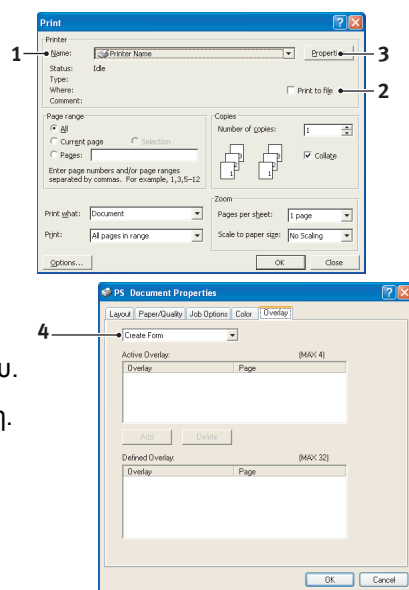 Print
Printer
1 Name: Printer Name Properti 3
Status: Idle
Type:
Where: Print to file 2
Comment:
Page range
All
Current page Selection
Pages:
Enter page numbers and/or page ranges
separated by commas. For example, 1,3,5–12
Copies
Number of copies: 1
Collate
Print what: Document
Print: All pages in range
Zoom
Pages per sheet: 1 page
Scale to paper size: No Scaling
Options... OK Close
PS Document Properties
Layout Paper/Quality Job Options Color Overlay
4 Create Form
Active Overlay: (MAX 4)
Overlay Page
Add Delete
Defined Overlay: (MAX 32)
Overlay Page
OK Cancel